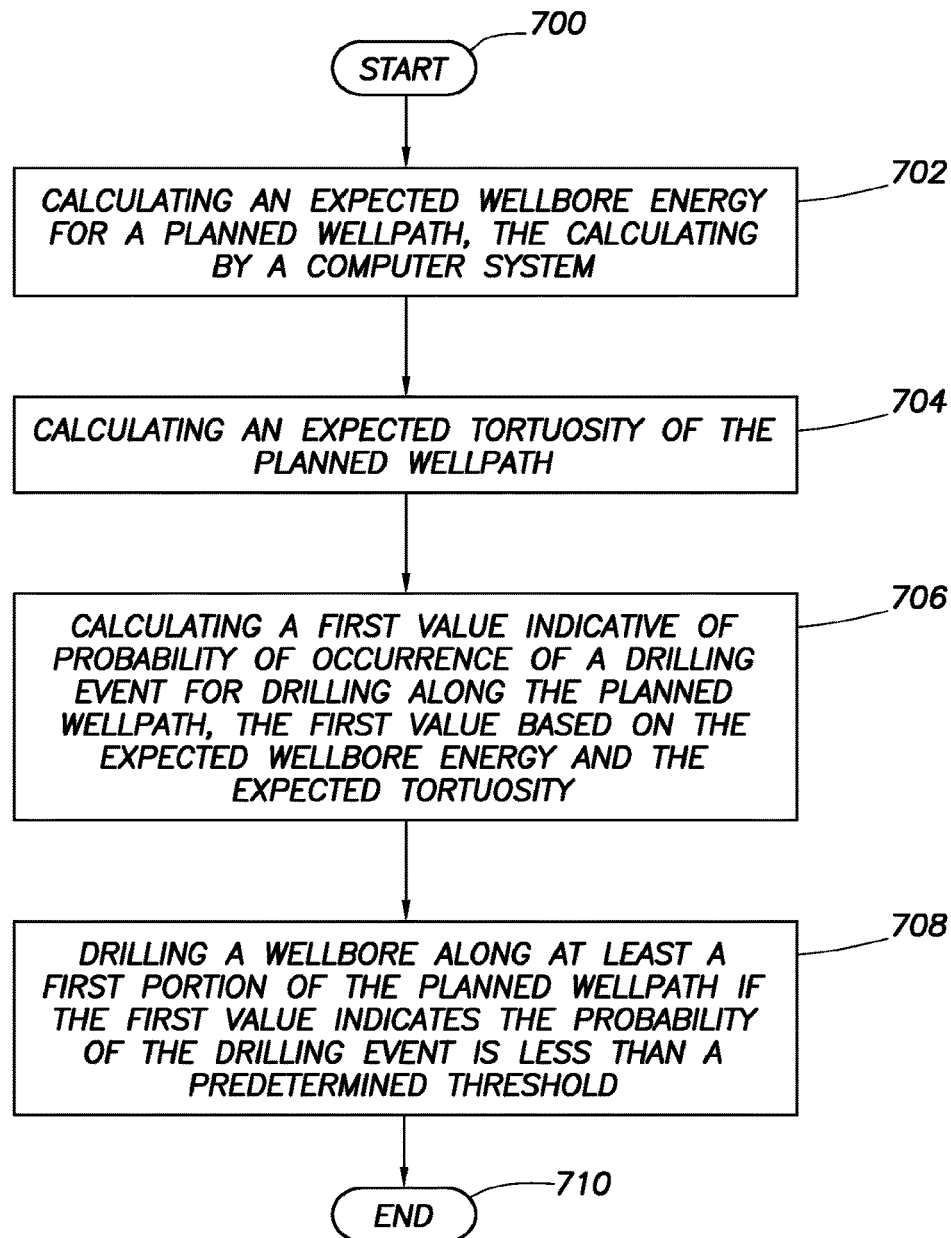 700
START
702
CALCULATING AN EXPECTED WELLBORE ENERGY
FOR A PLANNED WELLPATH, THE CALCULATING
BY A COMPUTER SYSTEM
704
CALCULATING AN EXPECTED TORTUOSITY OF THE
PLANNED WELLPATH
706
CALCULATING A FIRST VALUE INDICATIVE OF
PROBABILITY OF OCCURRENCE OF A DRILLING
EVENT FOR DRILLING ALONG THE PLANNED
WELLPATH, THE FIRST VALUE BASED ON THE
EXPECTED WELLBORE ENERGY AND THE
EXPECTED TORTUOSITY
708
DRILLING A WELLBORE ALONG AT LEAST A
FIRST PORTION OF THE PLANNED WELLPATH IF
THE FIRST VALUE INDICATES THE PROBABILITY
OF THE DRILLING EVENT IS LESS THAN A
PREDETERMINED THRESHOLD
710
END